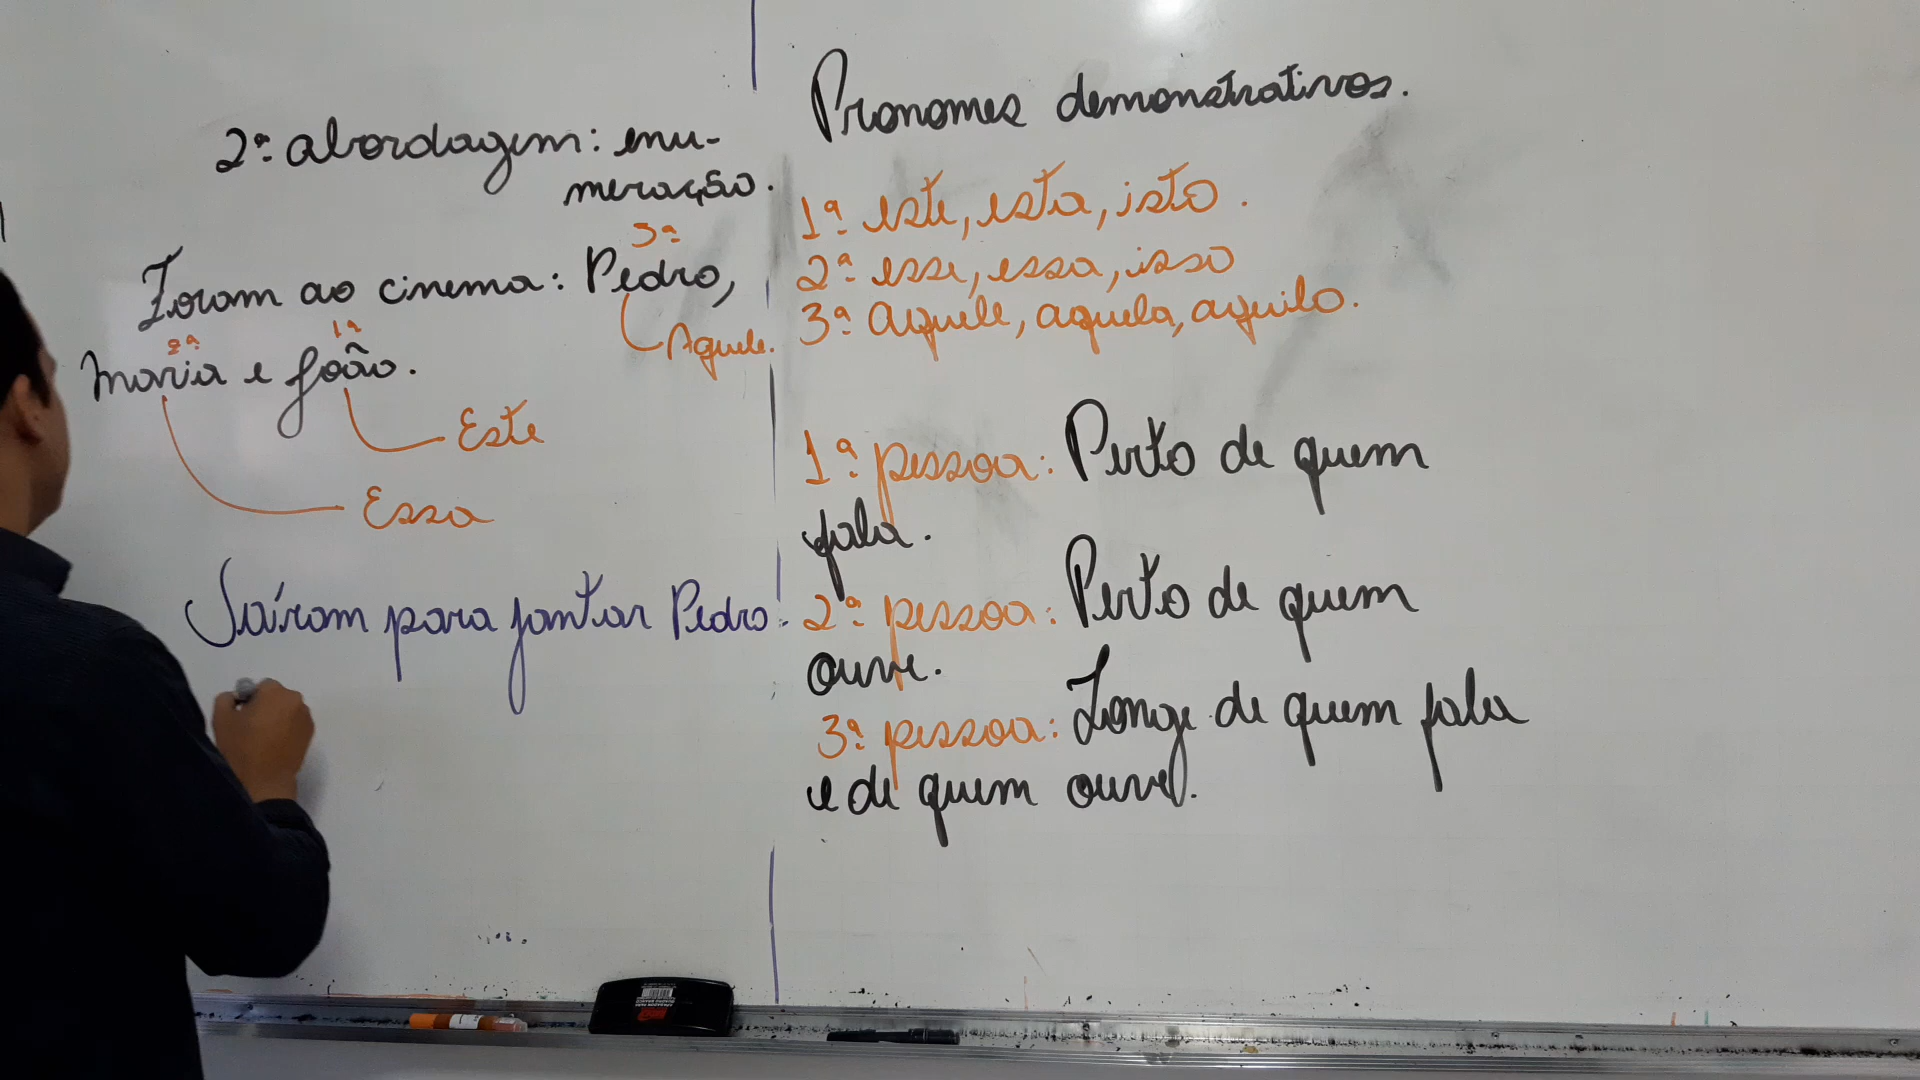 2ª abordagem: enu-
meração.
3ª
Foram ao cinema: Pedro,
Aquele.
2ª 1ª
Maria e João.
Este
Essa
Saíram para jantar Pedro
Pronomes demonstrativos.
1ª este, esta, isto.
2ª esse, essa, isso
3ª Aquele, aquela, aquilo.
1ª pessoa: Perto de quem
fala.
2ª pessoa: Perto de quem
ouve.
3ª pessoa: Longe de quem fala
e de quem ouve.